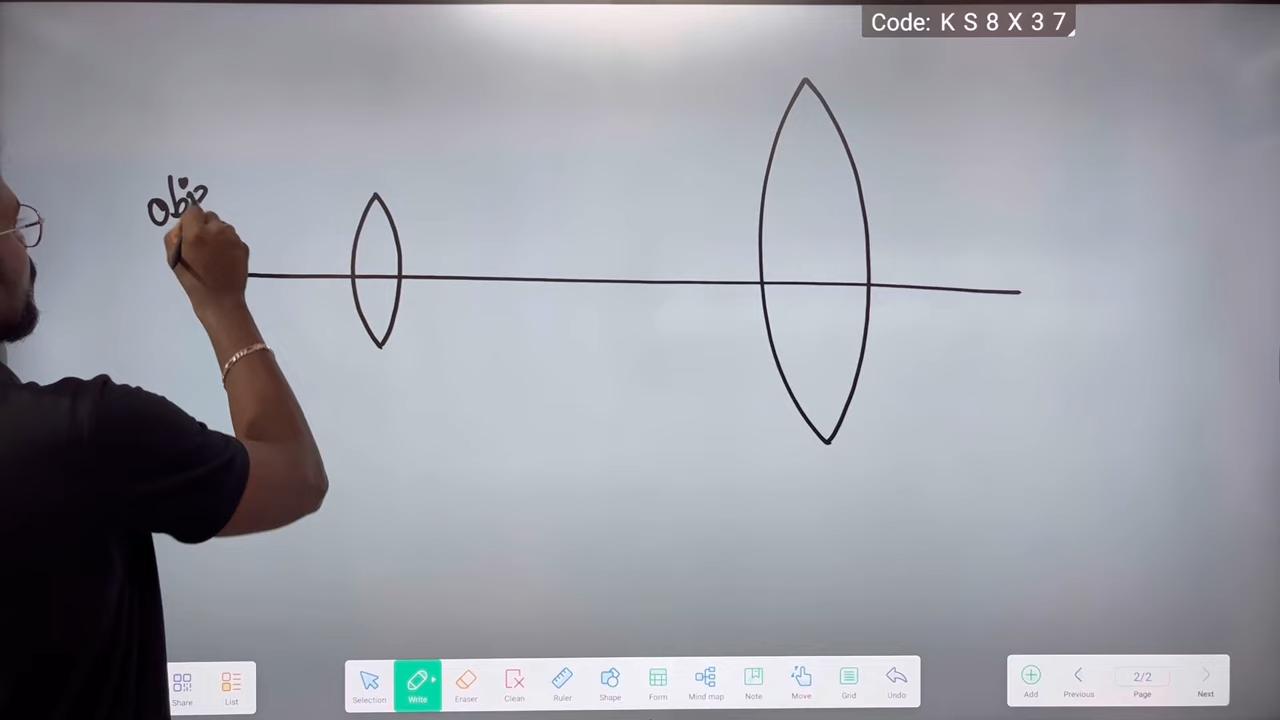 Code: K S 8 X 3 7
obj
Share
List
Selection
Write
Eraser
Clean
Ruler
Shape
Form
Mind map
Note
Move
Grid
Undo
Add
Previous
2/2
Page
Next